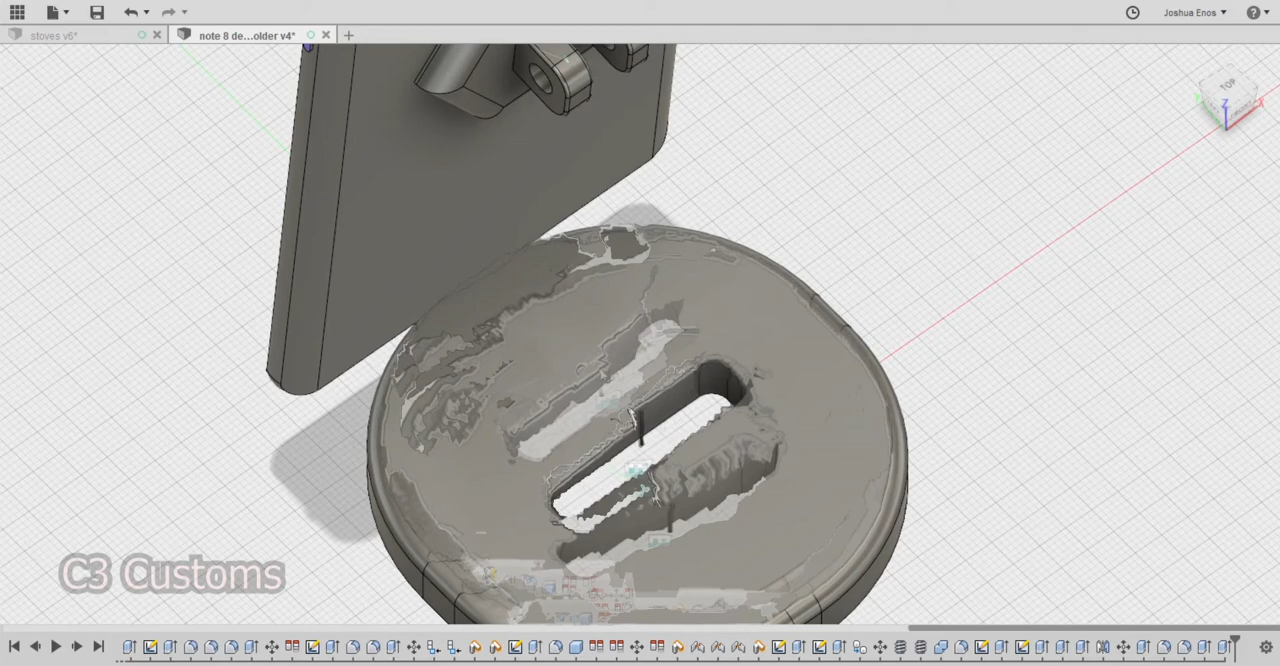 Joshua Enos
stoves v6*
note 8 de...older v4*
TOP
Z
X
C3 Customs